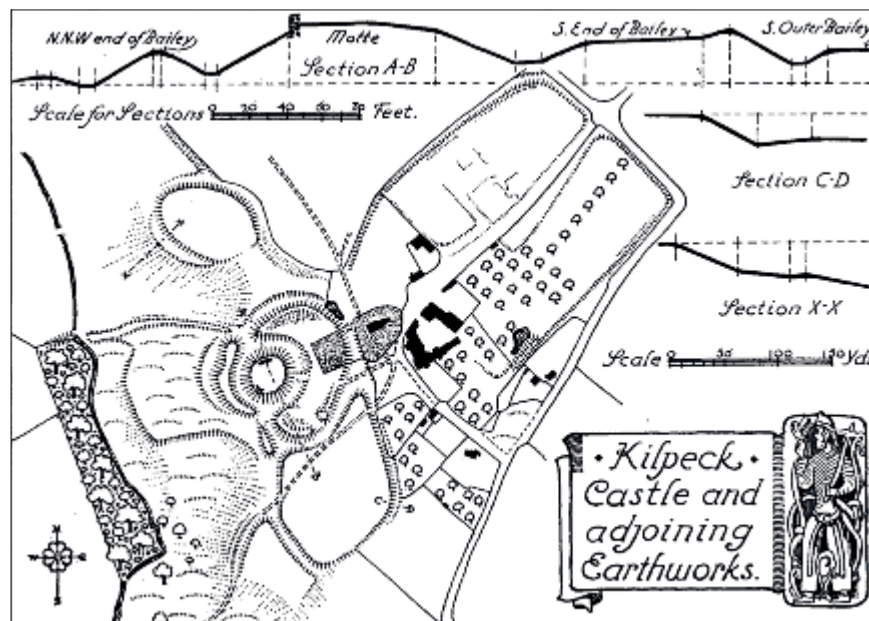 N.N.W end of Bailey
Motte
S. End of Bailey
S. Outer Bailey
Section A-B
Scale for Sections 0 20 40 60 80 Feet.
Section C-D
Section X-X
Scale 0 50 100 150 Yds
• Kilpeck •
Castle and
adjoining
Earthworks.